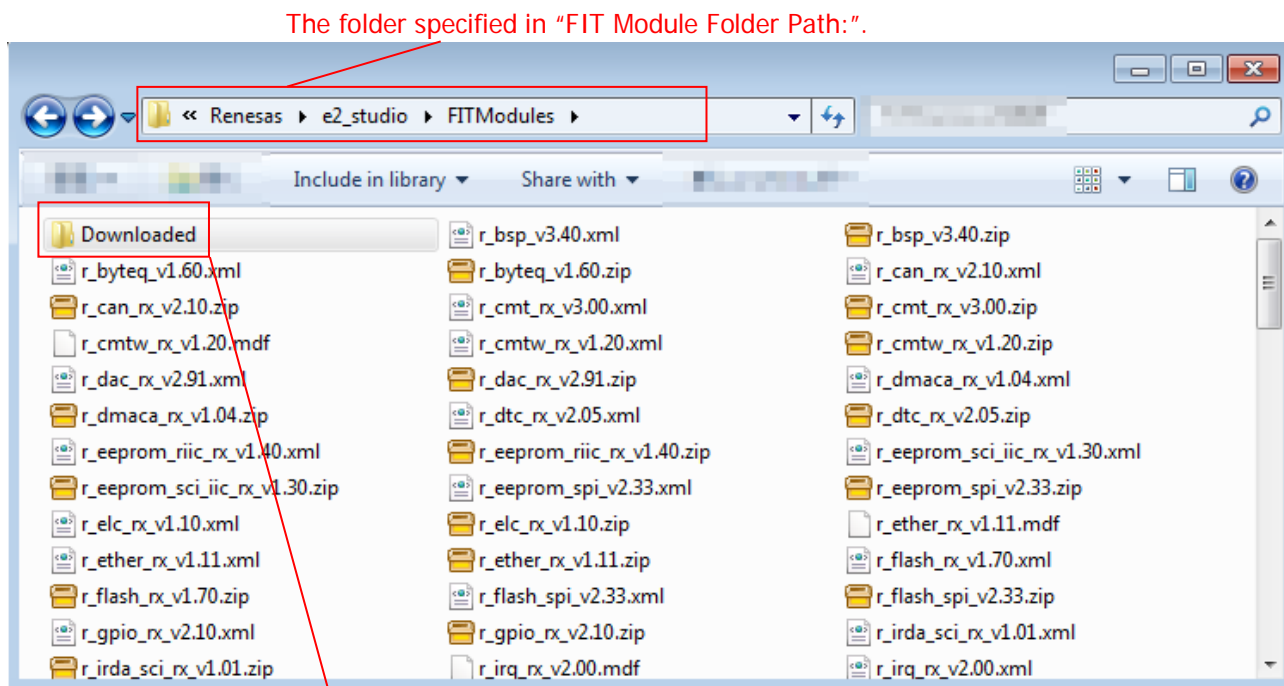 The folder specified in “FIT Module Folder Path:”.
« Renesas ▸ e2_studio ▸ FITModules ▸
Include in library ▾ Share with ▾
Downloaded r_bsp_v3.40.xml r_bsp_v3.40.zip
r_byteq_v1.60.xml r_byteq_v1.60.zip r_can_rx_v2.10.xml
r_can_rx_v2.10.zip r_cmt_rx_v3.00.xml r_cmt_rx_v3.00.zip
r_cmtw_rx_v1.20.mdf r_cmtw_rx_v1.20.xml r_cmtw_rx_v1.20.zip
r_dac_rx_v2.91.xml r_dac_rx_v2.91.zip r_dmaca_rx_v1.04.xml
r_dmaca_rx_v1.04.zip r_dtc_rx_v2.05.xml r_dtc_rx_v2.05.zip
r_eeprom_riic_rx_v1.40.xml r_eeprom_riic_rx_v1.40.zip r_eeprom_sci_iic_rx_v1.30.xml
r_eeprom_sci_iic_rx_v1.30.zip r_eeprom_spi_v2.33.xml r_eeprom_spi_v2.33.zip
r_elc_rx_v1.10.xml r_elc_rx_v1.10.zip r_ether_rx_v1.11.mdf
r_ether_rx_v1.11.xml r_ether_rx_v1.11.zip r_flash_rx_v1.70.xml
r_flash_rx_v1.70.zip r_flash_spi_v2.33.xml r_flash_spi_v2.33.zip
r_gpio_rx_v2.10.xml r_gpio_rx_v2.10.zip r_irda_sci_rx_v1.01.xml
r_irda_sci_rx_v1.01.zip r_irq_rx_v2.00.mdf r_irq_rx_v2.00.xml